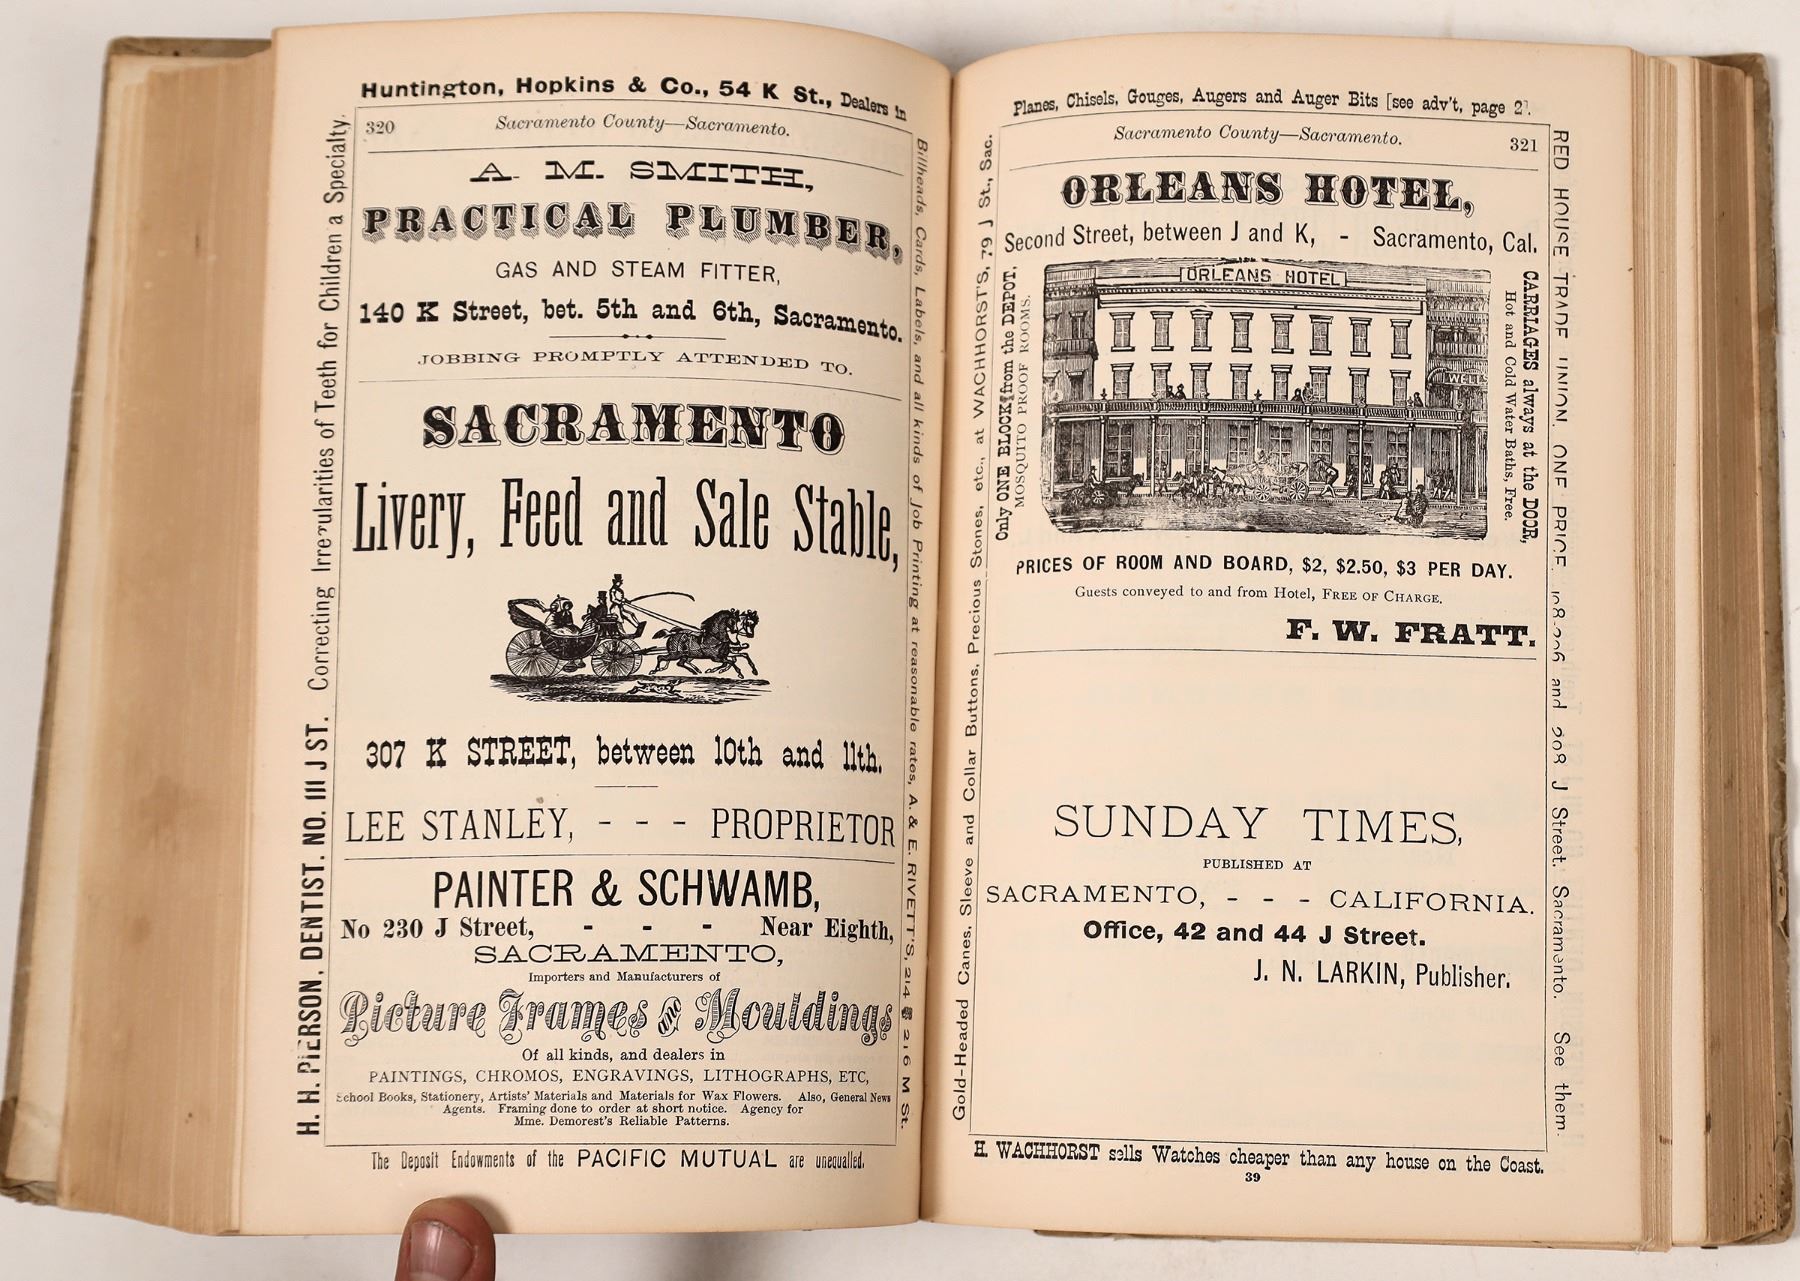 Huntington, Hopkins & Co., 54 K St., Dealers in
320 Sacramento County—Sacramento.
A. M. SMITH,
PRACTICAL PLUMBER,
GAS AND STEAM FITTER,
140 K Street, bet. 5th and 6th, Sacramento.
JOBBING PROMPTLY ATTENDED TO.
SACRAMENTO
Livery, Feed and Sale Stable,
307 K STREET, between 10th and 11th.
LEE STANLEY, - - - PROPRIETOR
PAINTER & SCHWAMB,
No 230 J Street, - - - Near Eighth,
SACRAMENTO,
Importers and Manufacturers of
Picture Frames and Mouldings
Of all kinds, and dealers in
PAINTINGS, CHROMOS, ENGRAVINGS, LITHOGRAPHS, ETC,
School Books, Stationery, Artists' Materials and Materials for Wax Flowers. Also, General News
Agents. Framing done to order at short notice. Agency for
Mme. Demorest's Reliable Patterns.
The Deposit Endowments of the PACIFIC MUTUAL are unequalled.
H. H. PIERSON, DENTIST. NO. 111 J ST. Correcting Irregularities of Teeth for Children a Specialty.
Billheads, Cards, Labels, and all kinds of Job Printing at reasonable rates, A. & E. RIVETT'S, 214 & 216 M St.
Planes, Chisels, Gouges, Augers and Auger Bits [see adv't, page 2].
Sacramento County—Sacramento. 321
ORLEANS HOTEL,
Second Street, between J and K, - Sacramento, Cal.
Only ONE BLOCK from the DEPOT.
MOSQUITO PROOF ROOMS.
ORLEANS HOTEL
WELLS
CARRIAGES always at the DOOR,
Hot and Cold Water Baths, Free.
PRICES OF ROOM AND BOARD, $2, $2.50, $3 PER DAY.
Guests conveyed to and from Hotel, FREE OF CHARGE.
F. W. FRATT.
SUNDAY TIMES,
PUBLISHED AT
SACRAMENTO, - - - CALIFORNIA.
Office, 42 and 44 J Street.
J. N. LARKIN, Publisher.
H. WACHHORST sells Watches cheaper than any house on the Coast.
39
Gold-Headed Canes, Sleeve and Collar Buttons, Precious Stones, etc., at WACHHORST'S, 79 J St., Sac.
RED HOUSE TRADE UNION. ONE PRICE. 198-206 and 208 J Street, Sacramento. See them.